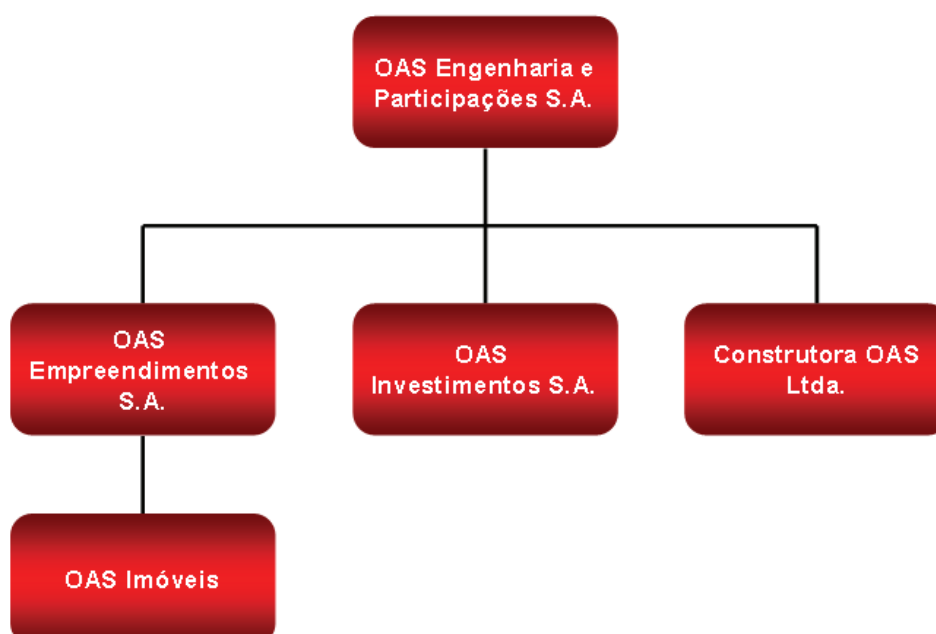 OAS Engenharia e
Participações S.A.
OAS
Empreendimentos
S.A.
OAS
Investimentos S.A.
Construtora OAS
Ltda.
OAS Imóveis